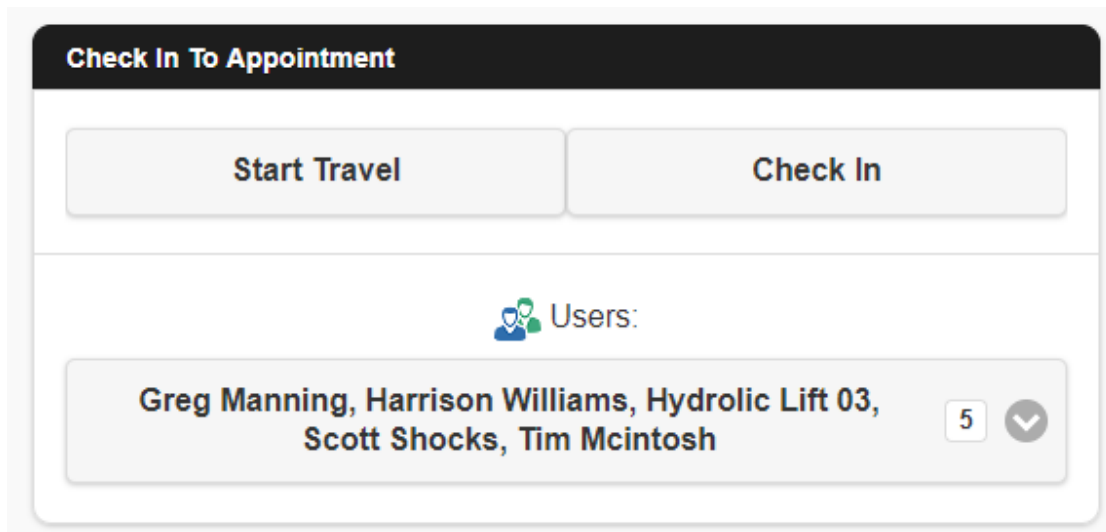 Check In To Appointment
Start Travel
Check In
Users:
Greg Manning, Harrison Williams, Hydrolic Lift 03,
Scott Shocks, Tim Mcintosh
5